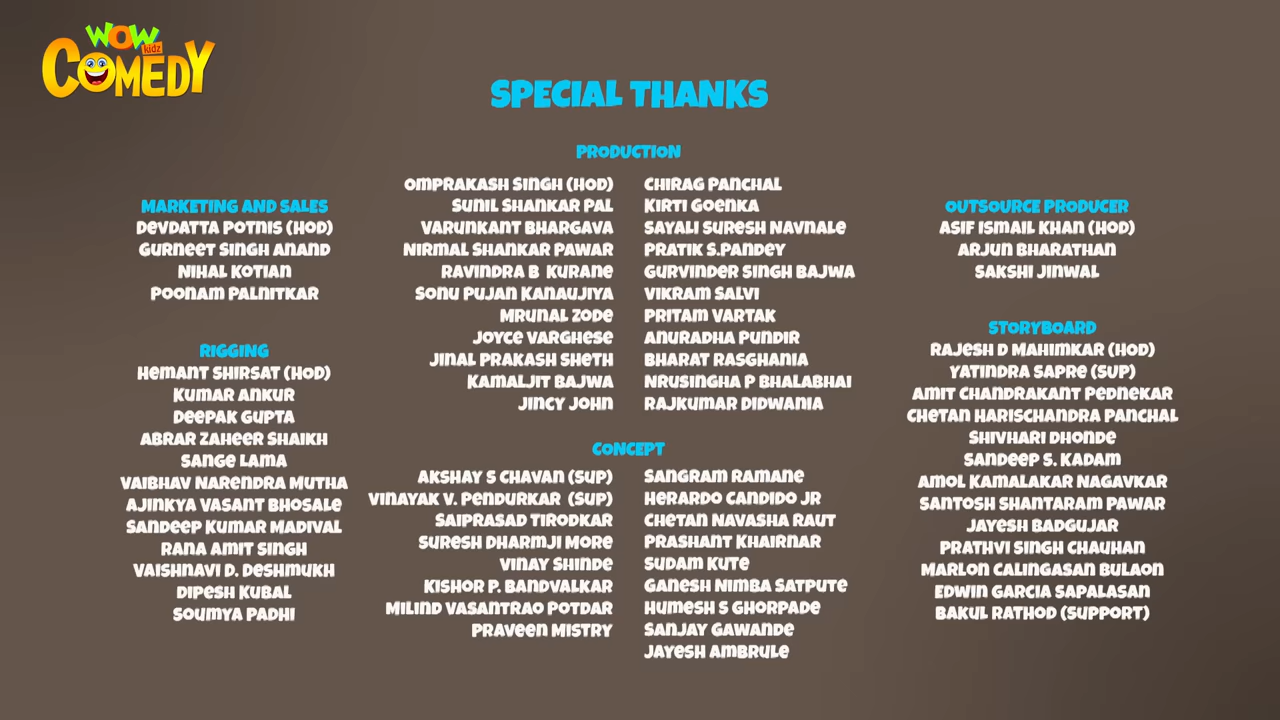 WOW
kidz
COMEDY
SPECIAL THANKS
MARKETING AND SALES
DEVDATTA POTNIS (HOD)
GURNEET SINGH ANAND
NIHAL KOTIAN
POONAM PALNITKAR
RIGGING
HEMANT SHIRSAT (HOD)
KUMAR ANKUR
DEEPAK GUPTA
ABRAR ZAHEER SHAIKH
SANGE LAMA
VAIBHAV NARENDRA MUTHA
AJINKYA VASANT BHOSALE
SANDEEP KUMAR MADIVAL
RANA AMIT SINGH
VAISHNAVI D. DESHMUKH
DIPESH KUBAL
SOUMYA PADHI
PRODUCTION
OMPRAKASH SINGH (HOD)
SUNIL SHANKAR PAL
VARUNKANT BHARGAVA
NIRMAL SHANKAR PAWAR
RAVINDRA B KURANE
SONU PUJAN KANAUJIYA
MRUNAL ZODE
JOYCE VARGHESE
JINAL PRAKASH SHETH
KAMALJIT BAJWA
JINCY JOHN
CHIRAG PANCHAL
KIRTI GOENKA
SAYALI SURESH NAVNALE
PRATIK S.PANDEY
GURVINDER SINGH BAJWA
VIKRAM SALVI
PRITAM VARTAK
ANURADHA PUNDIR
BHARAT RASGHANIA
NRUSINGHA P BHALABHAI
RAJKUMAR DIDWANIA
CONCEPT
AKSHAY S CHAVAN (SUP)
VINAYAK V. PENDURKAR (SUP)
SAIPRASAD TIRODKAR
SURESH DHARMJI MORE
VINAY SHINDE
KISHOR P. BANDVALKAR
MILIND VASANTRAO POTDAR
PRAVEEN MISTRY
SANGRAM RAMANE
HERARDO CANDIDO JR
CHETAN NAVASHA RAUT
PRASHANT KHAIRNAR
SUDAM KUTE
GANESH NIMBA SATPUTE
HUMESH S GHORPADE
SANJAY GAWANDE
JAYESH AMBRULE
OUTSOURCE PRODUCER
ASIF ISMAIL KHAN (HOD)
ARJUN BHARATHAN
SAKSHI JINWAL
STORYBOARD
RAJESH D MAHIMKAR (HOD)
YATINDRA SAPRE (SUP)
AMIT CHANDRAKANT PEDNEKAR
CHETAN HARISCHANDRA PANCHAL
SHIVHARI DHONDE
SANDEEP S. KADAM
AMOL KAMALAKAR NAGAVKAR
SANTOSH SHANTARAM PAWAR
JAYESH BADGUJAR
PRATHVI SINGH CHAUHAN
MARLON CALINGASAN BULAON
EDWIN GARCIA SAPALASAN
BAKUL RATHOD (SUPPORT)